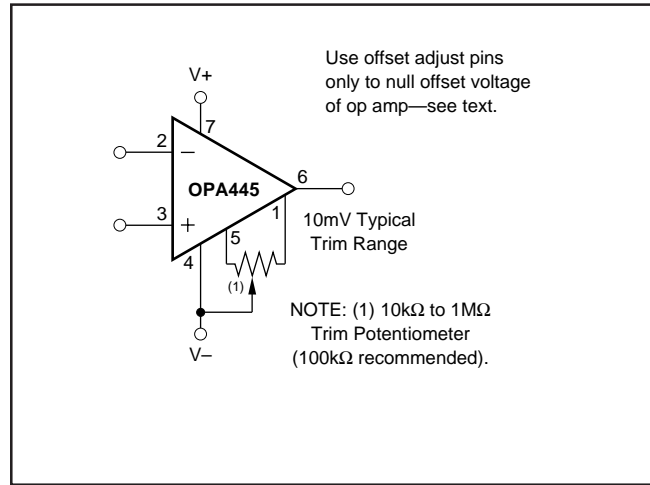 Use offset adjust pins
only to null offset voltage
of op amp—see text.
V+
7
2
–
OPA445
6
3
+
1
5
4
10mV Typical
Trim Range
(1)
V–
NOTE: (1) 10kΩ to 1MΩ
Trim Potentiometer
(100kΩ recommended).